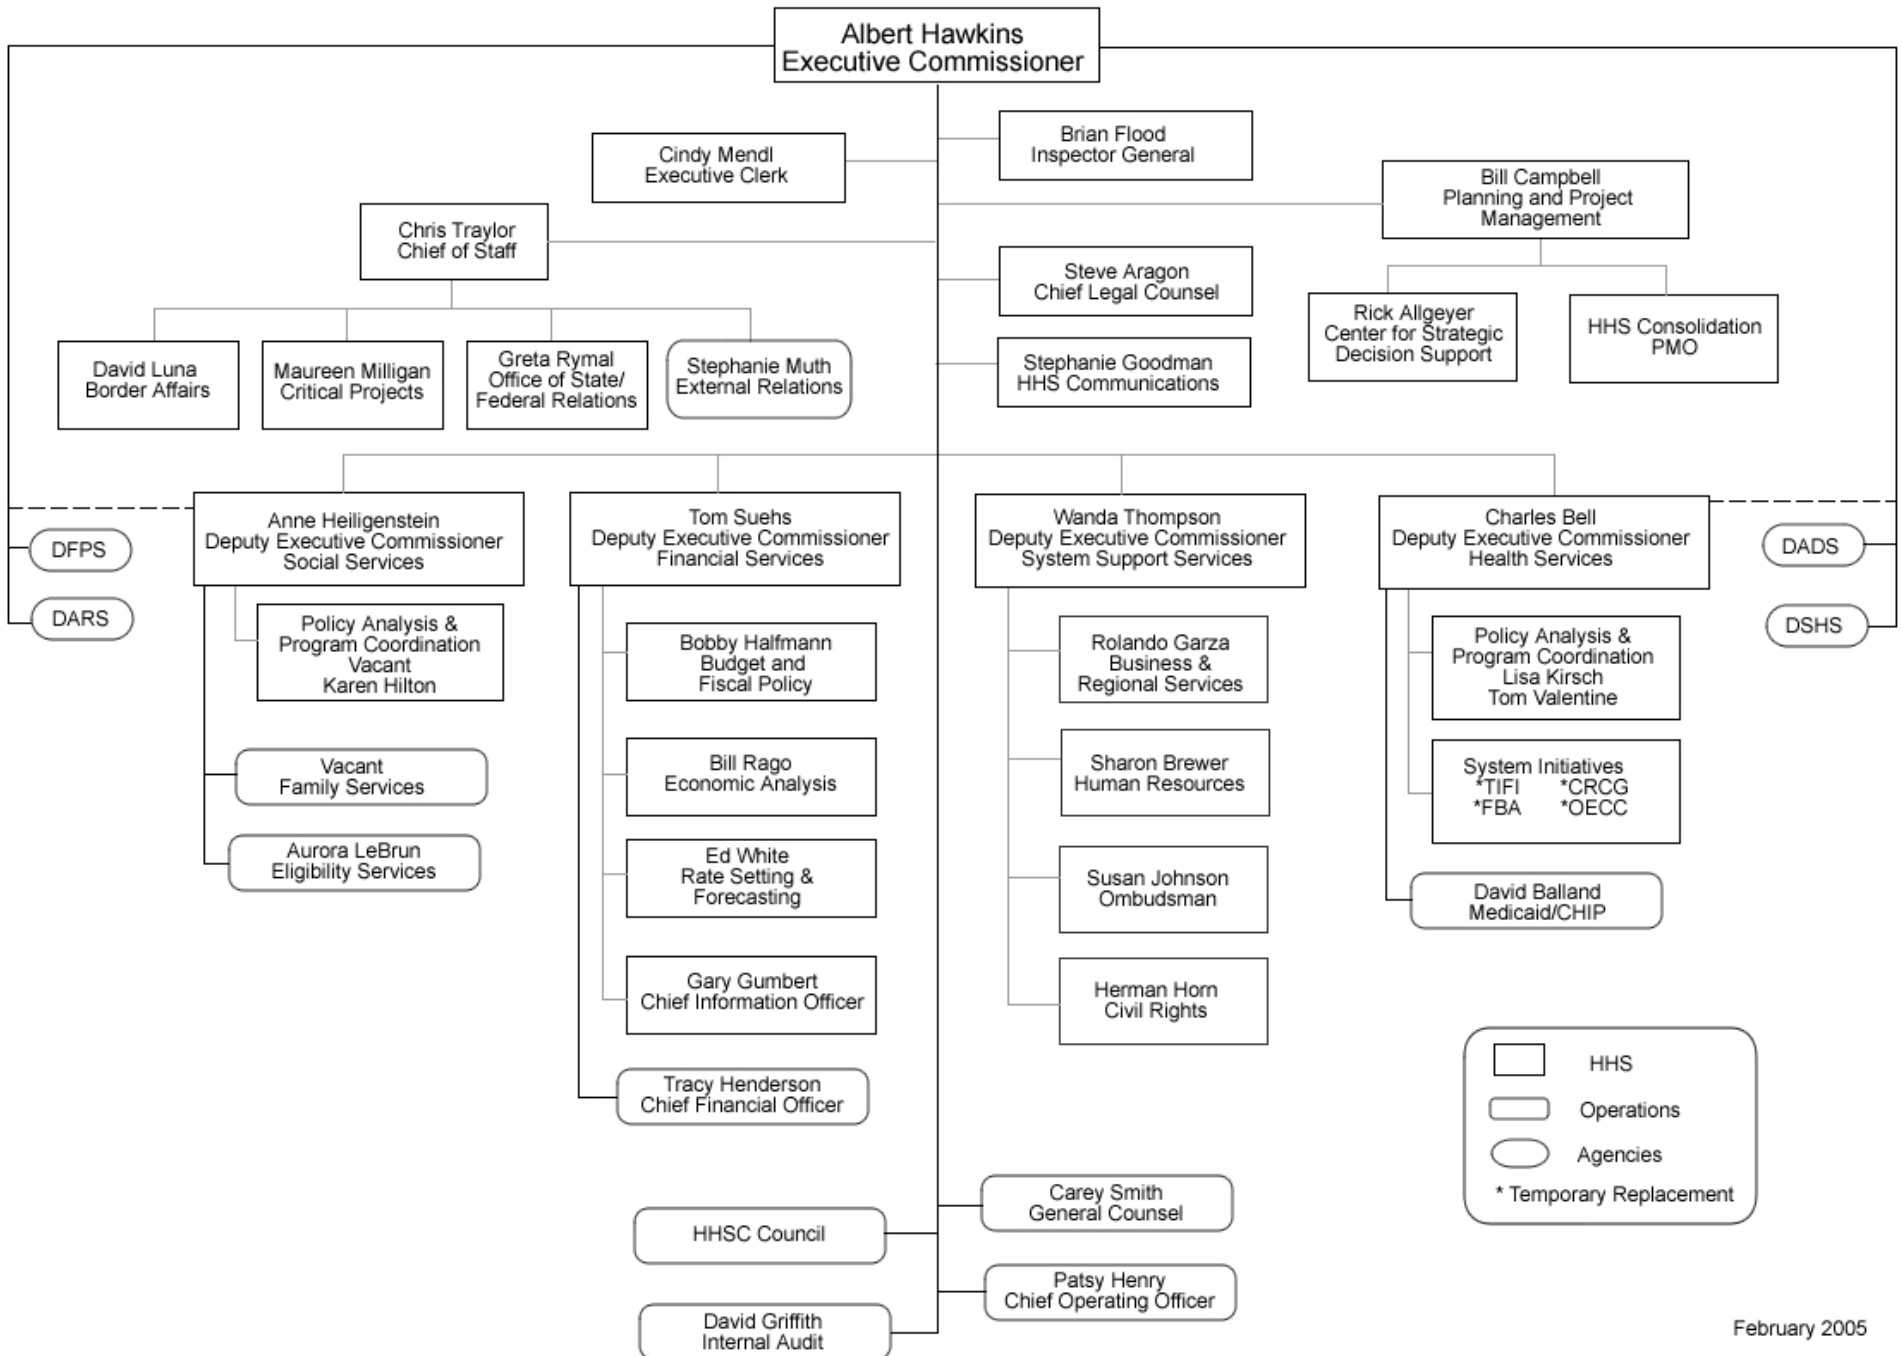 Albert Hawkins
Executive Commissioner
Brian Flood
Inspector General
Cindy Mendl
Executive Clerk
Bill Campbell
Planning and Project
Management
Chris Traylor
Chief of Staff
Steve Aragon
Chief Legal Counsel
Rick Allgeyer
Center for Strategic
Decision Support
HHS Consolidation
PMO
David Luna
Border Affairs
Maureen Milligan
Critical Projects
Greta Rymal
Office of State/
Federal Relations
Stephanie Muth
External Relations
Stephanie Goodman
HHS Communications
Anne Heiligenstein
Deputy Executive Commissioner
Social Services
Tom Suehs
Deputy Executive Commissioner
Financial Services
Wanda Thompson
Deputy Executive Commissioner
System Support Services
Charles Bell
Deputy Executive Commissioner
Health Services
DFPS
DARS
DADS
DSHS
Policy Analysis &
Program Coordination
Vacant
Karen Hilton
Vacant
Family Services
Aurora LeBrun
Eligibility Services
Bobby Halfmann
Budget and
Fiscal Policy
Bill Rago
Economic Analysis
Ed White
Rate Setting &
Forecasting
Gary Gumbert
Chief Information Officer
Tracy Henderson
Chief Financial Officer
Rolando Garza
Business &
Regional Services
Sharon Brewer
Human Resources
Susan Johnson
Ombudsman
Herman Horn
Civil Rights
Policy Analysis &
Program Coordination
Lisa Kirsch
Tom Valentine
System Initiatives
*TIFI *CRCG
*FBA *OECC
David Balland
Medicaid/CHIP
HHS
Operations
Agencies
* Temporary Replacement
Carey Smith
General Counsel
HHSC Council
Patsy Henry
Chief Operating Officer
David Griffith
Internal Audit
February 2005